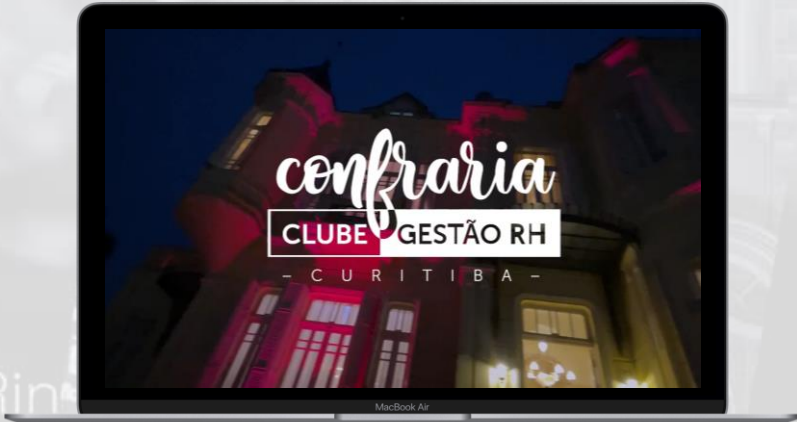 confraria
CLUBE GESTÃO RH
– CURITIBA –
MacBook Air